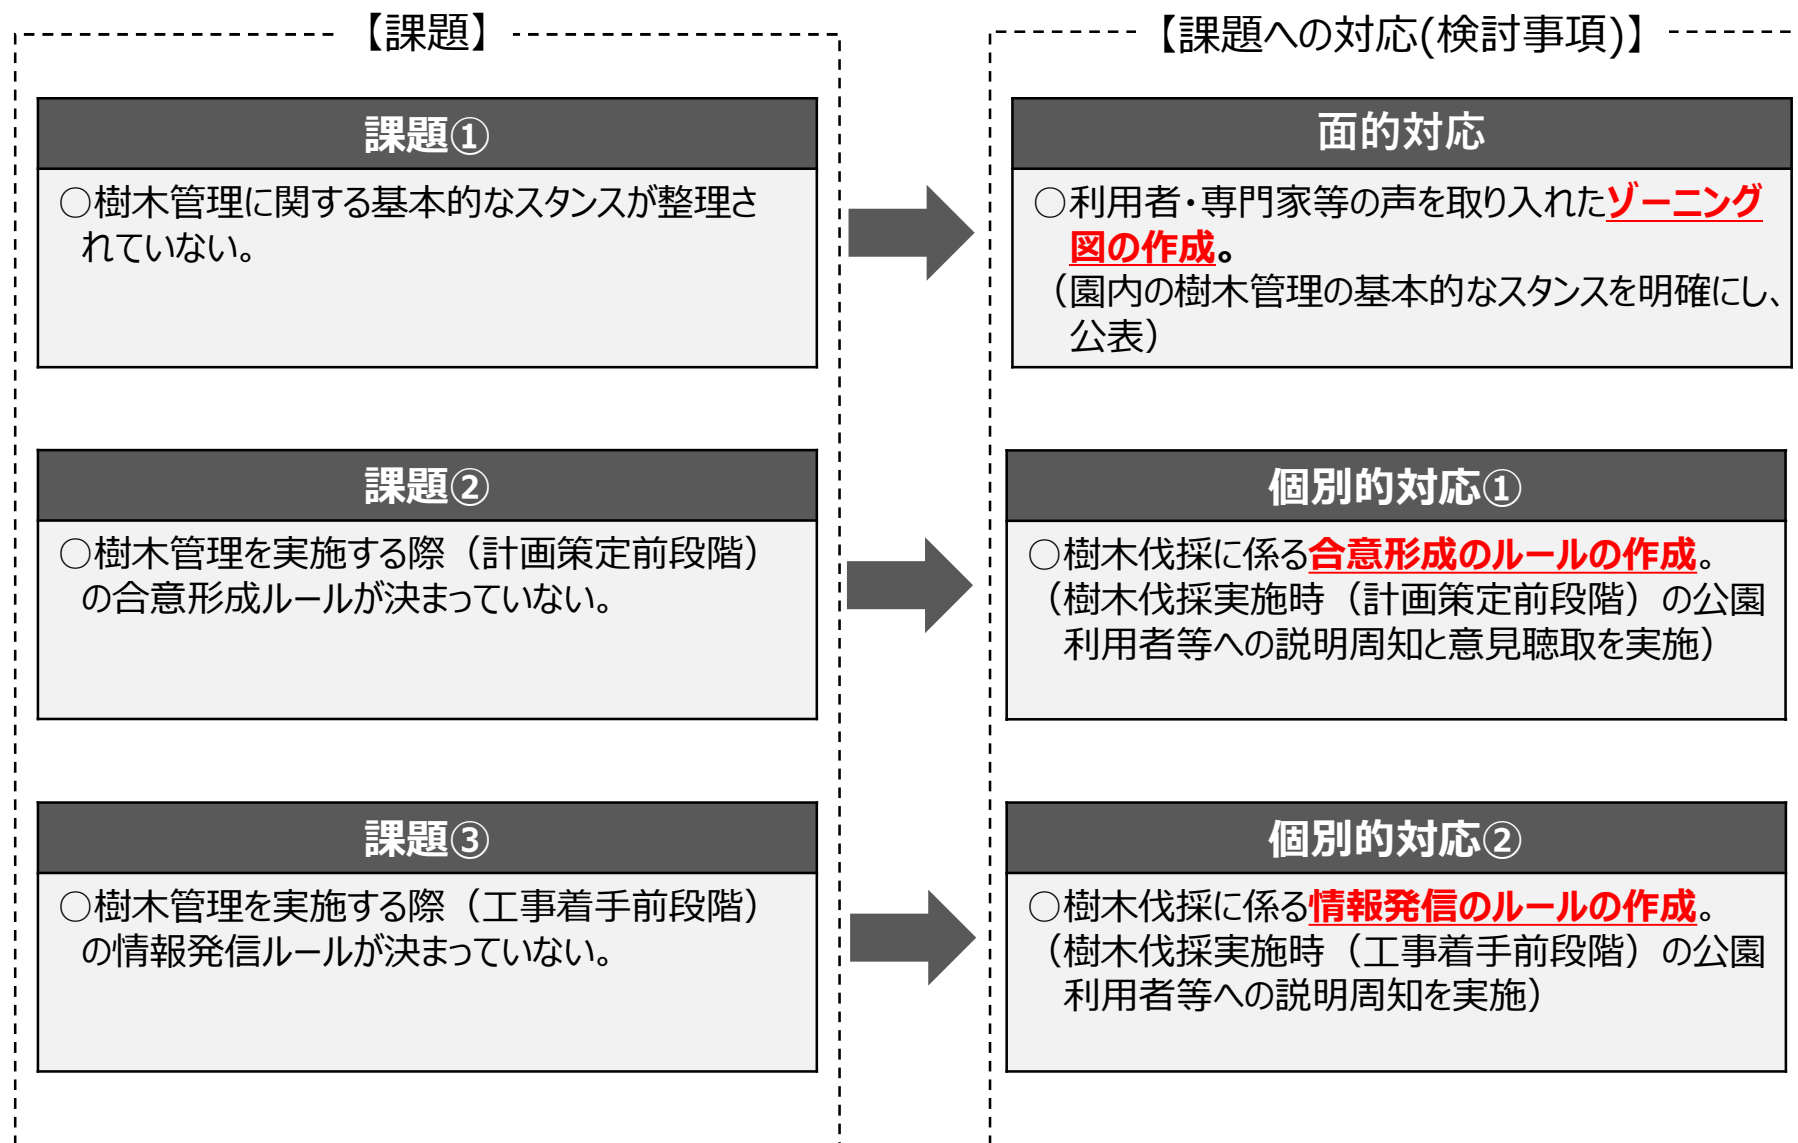 【課題】
課題①
○樹木管理に関する基本的なスタンスが整理さ
れていない。
課題②
○樹木管理を実施する際（計画策定前段階）
の合意形成ルールが決まっていない。
課題③
○樹木管理を実施する際（工事着手前段階）
の情報発信ルールが決まっていない。
【課題への対応(検討事項)】
面的対応
○利用者・専門家等の声を取り入れたゾーニング
図の作成。
（園内の樹木管理の基本的なスタンスを明確にし、
公表）
個別的対応①
○樹木伐採に係る合意形成のルールの作成。
（樹木伐採実施時（計画策定前段階）の公園
利用者等への説明周知と意見聴取を実施）
個別的対応②
○樹木伐採に係る情報発信のルールの作成。
（樹木伐採実施時（工事着手前段階）の公園
利用者等への説明周知を実施）